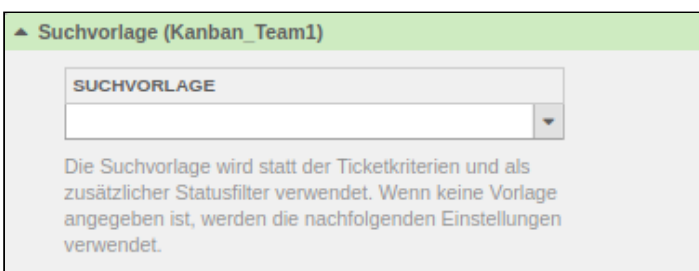 Suchvorlage (Kanban_Team1)
SUCHVORLAGE
Die Suchvorlage wird statt der Ticketkriterien und als
zusätzlicher Statusfilter verwendet. Wenn keine Vorlage
angegeben ist, werden die nachfolgenden Einstellungen
verwendet.